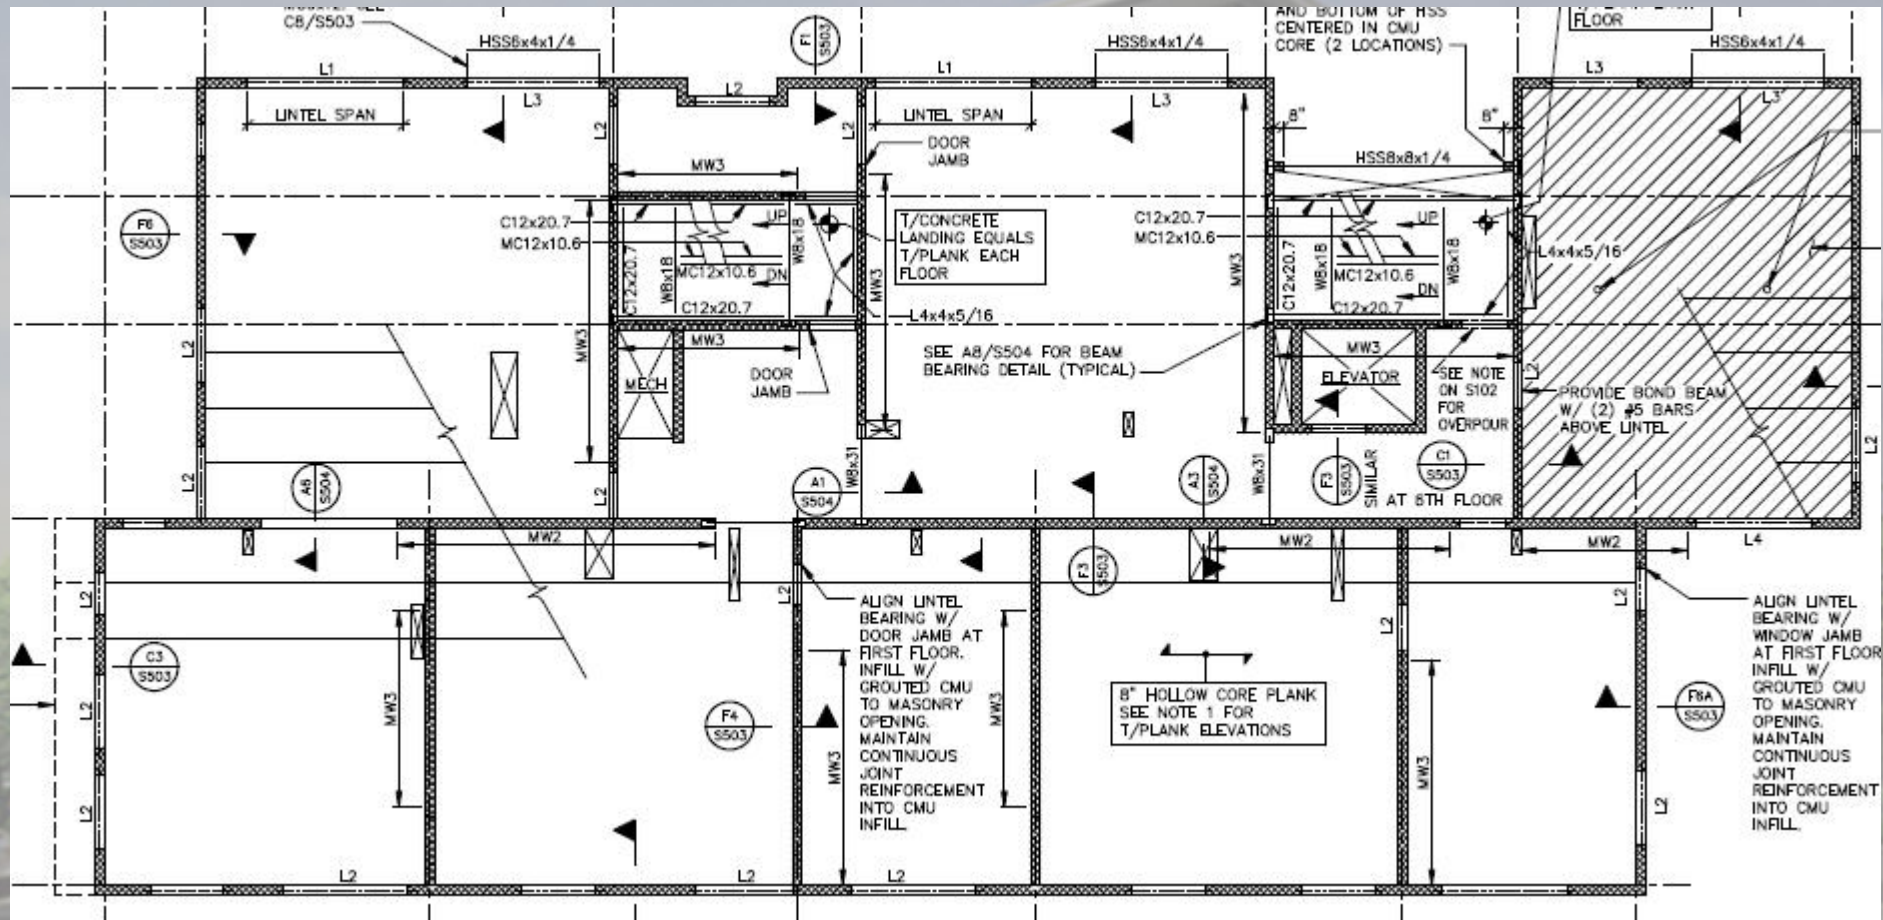 C8/S503
F1
S503
AND BOTTOM OF HSS
CENTERED IN CMU
CORE (2 LOCATIONS)
FLOOR
HSS6x4x1/4
HSS6x4x1/4
HSS6x4x1/4
L1
L3
L2
L1
L3
L3
L3
LINTEL SPAN
LINTEL SPAN
L2
L2
8"
8"
DOOR
JAMB
MW3
HSS8x8x1/4
F6
S503
C12x20.7
MC12x10.6
UP
W8x18
C12x20.7
W8x18
MC12x10.6
DN
C12x20.7
T/CONCRETE
LANDING EQUALS
T/PLANK EACH
FLOOR
MW3
L4x4x5/16
C12x20.7
MC12x10.6
MW3
UP
C12x20.7
W8x18
MC12x10.6
DN
W8x18
C12x20.7
L4x4x5/16
L2
MW3
MW3
MECH
DOOR
JAMB
SEE A8/S504 FOR BEAM
BEARING DETAIL (TYPICAL)
MW3
ELEVATOR
SEE NOTE
ON S102
FOR
OVERPOUR
L2
PROVIDE BOND BEAM
W/ (2) #5 BARS
ABOVE LINTEL
L2
L2
A6
S504
L2
A1
S504
W8x31
A3
S504
W8x31
F3
S503
SIMILAR
C1
S503
AT 6TH FLOOR
MW2
MW2
MW2
L4
F3
S503
L2
L2
L2
L2
ALIGN LINTEL
BEARING W/
DOOR JAMB AT
FIRST FLOOR.
INFILL W/
GROUTED CMU
TO MASONRY
OPENING.
MAINTAIN
CONTINUOUS
JOINT
REINFORCEMENT
INTO CMU
INFILL.
ALIGN LINTEL
BEARING W/
WINDOW JAMB
AT FIRST FLOOR
INFILL W/
GROUTED CMU
TO MASONRY
OPENING.
MAINTAIN
CONTINUOUS
JOINT
REINFORCEMENT
INTO CMU
INFILL.
C3
S503
L2
MW3
F4
S503
MW3
MW3
8" HOLLOW CORE PLANK
SEE NOTE 1 FOR
T/PLANK ELEVATIONS
MW3
F6A
S503
L2
L2
L2
L2
L2